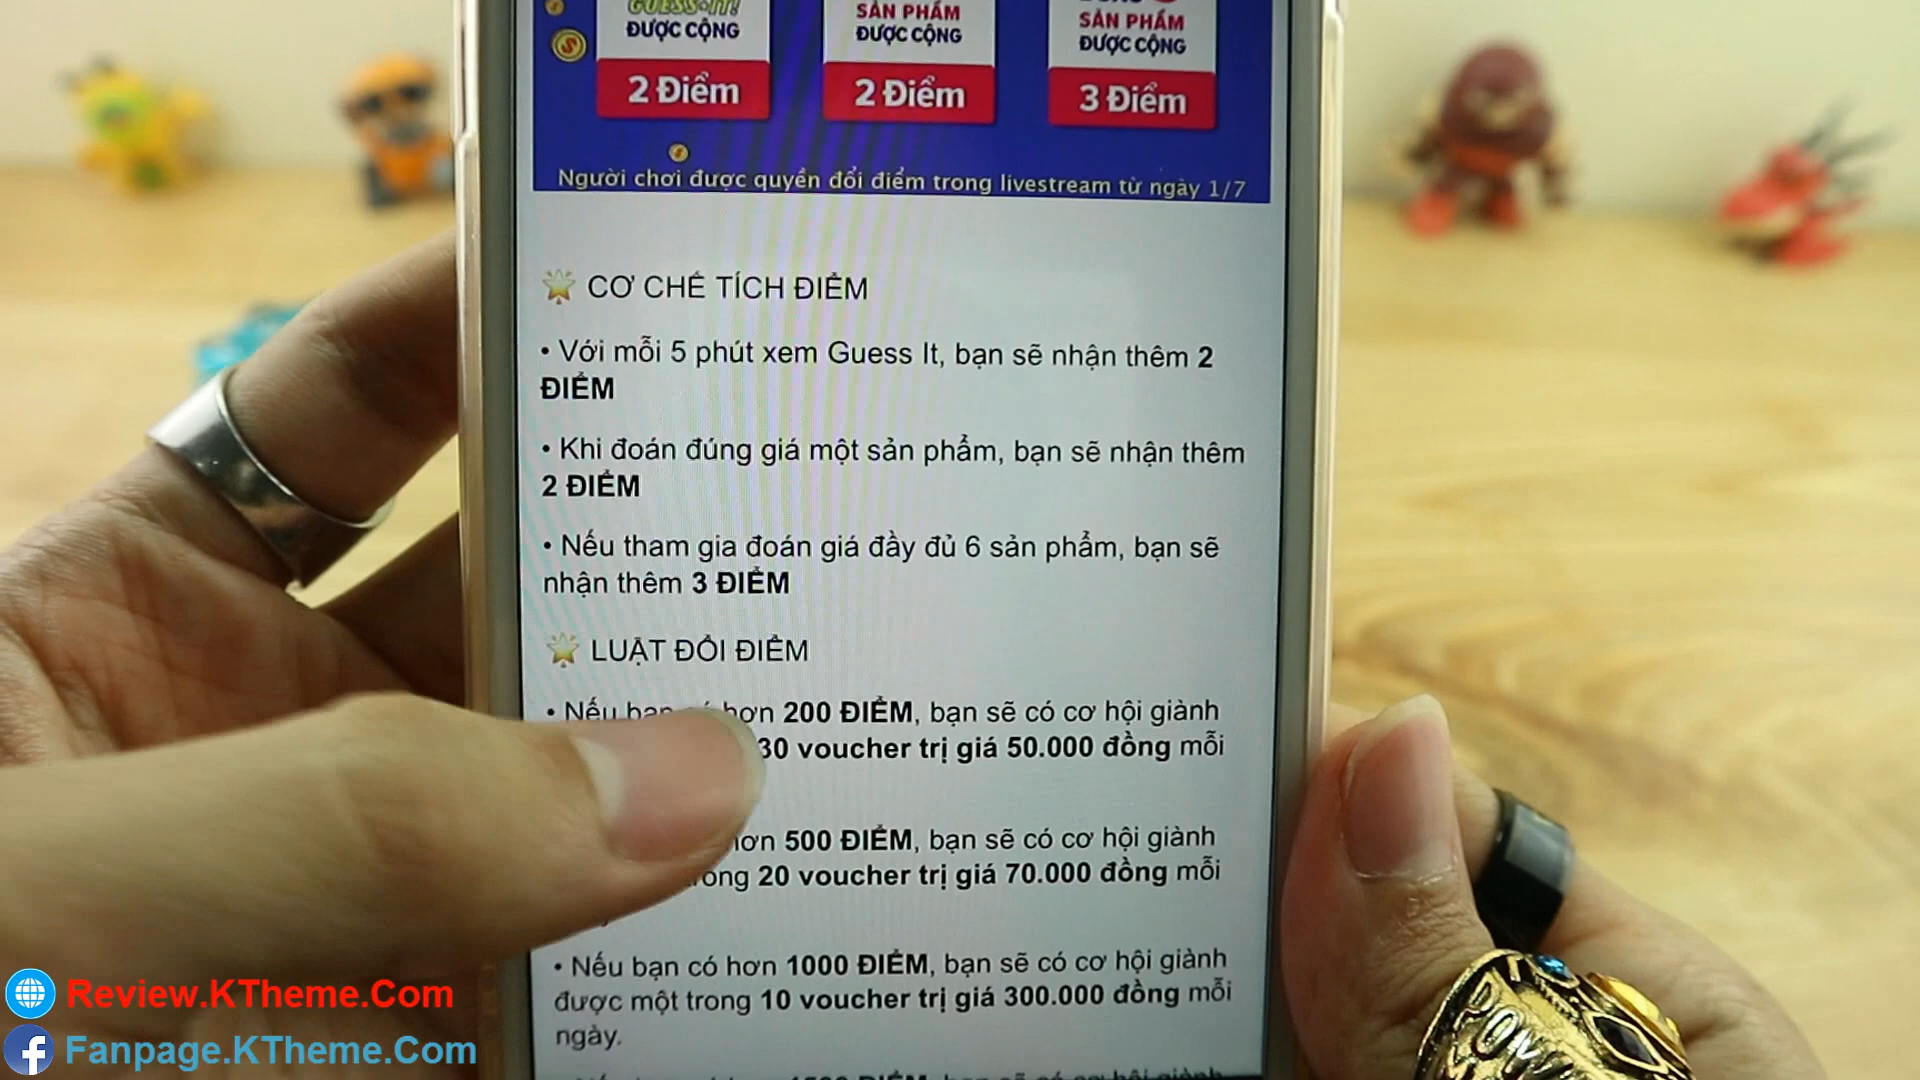 GUESS IT!
ĐƯỢC CỘNG
2 Điểm
SẢN PHẨM
ĐƯỢC CỘNG
2 Điểm
SẢN PHẨM
ĐƯỢC CỘNG
3 Điểm
Người chơi được quyền đổi điểm trong livestream từ ngày 1/7
CƠ CHẾ TÍCH ĐIỂM
• Với mỗi 5 phút xem Guess It, bạn sẽ nhận thêm 2
ĐIỂM
• Khi đoán đúng giá một sản phẩm, bạn sẽ nhận thêm
2 ĐIỂM
• Nếu tham gia đoán giá đầy đủ 6 sản phẩm, bạn sẽ
nhận thêm 3 ĐIỂM
LUẬT ĐỔI ĐIỂM
• Nếu bạn có hơn 200 ĐIỂM, bạn sẽ có cơ hội giành
30 voucher trị giá 50.000 đồng mỗi
hơn 500 ĐIỂM, bạn sẽ có cơ hội giành
trong 20 voucher trị giá 70.000 đồng mỗi
• Nếu bạn có hơn 1000 ĐIỂM, bạn sẽ có cơ hội giành
được một trong 10 voucher trị giá 300.000 đồng mỗi
ngày.
Review.KTheme.Com
Fanpage.KTheme.Com